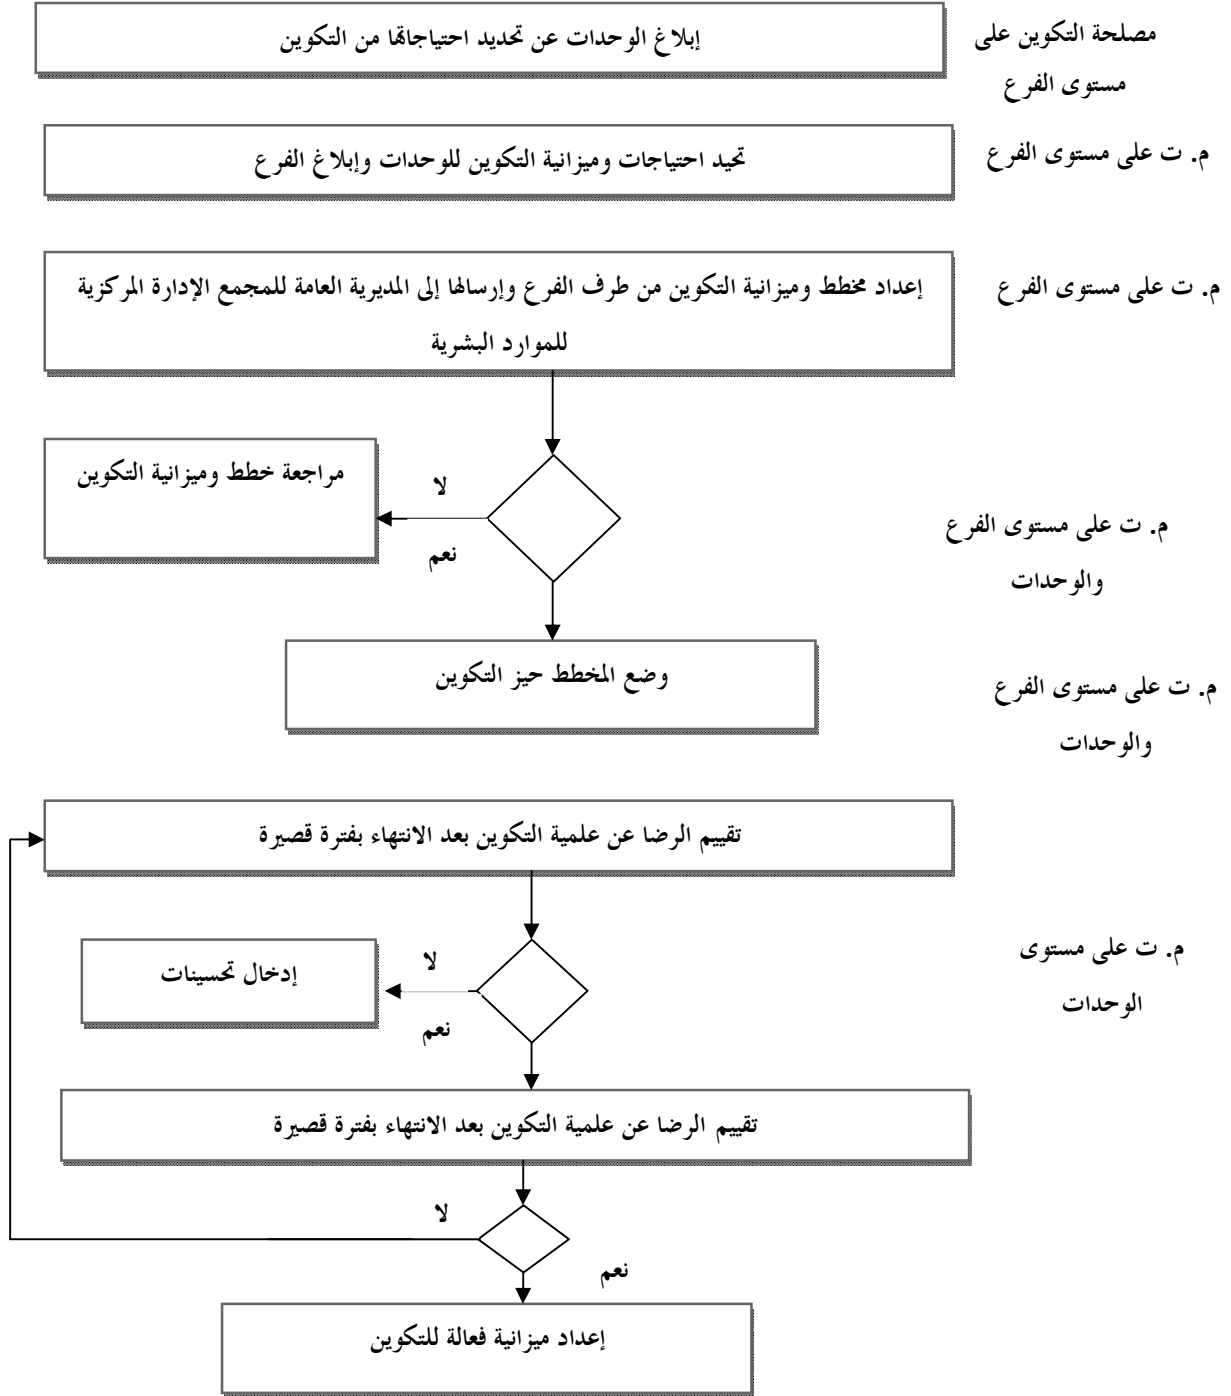 إبلاغ الوحدات عن تحديد احتياجاتها من التكوين
مصلحة التكوين على
مستوى الفرع
تحيد احتياجات وميزانية التكوين للوحدات وإبلاغ الفرع
م. ت على مستوى الفرع
إعداد مخطط وميزانية التكوين من طرف الفرع وإرسالها إلى المديرية العامة للمجمع الإدارة المركزية
للموارد البشرية
م. ت على مستوى الفرع
مراجعة خطط وميزانية التكوين
لا
نعم
م. ت على مستوى الفرع
والوحدات
وضع المخطط حيز التكوين
م. ت على مستوى الفرع
والوحدات
تقييم الرضا عن علمية التكوين بعد الانتهاء بفترة قصيرة
إدخال تحسينات
لا
نعم
م. ت على مستوى
الوحدات
تقييم الرضا عن علمية التكوين بعد الانتهاء بفترة قصيرة
لا
نعم
إعداد ميزانية فعالة للتكوين